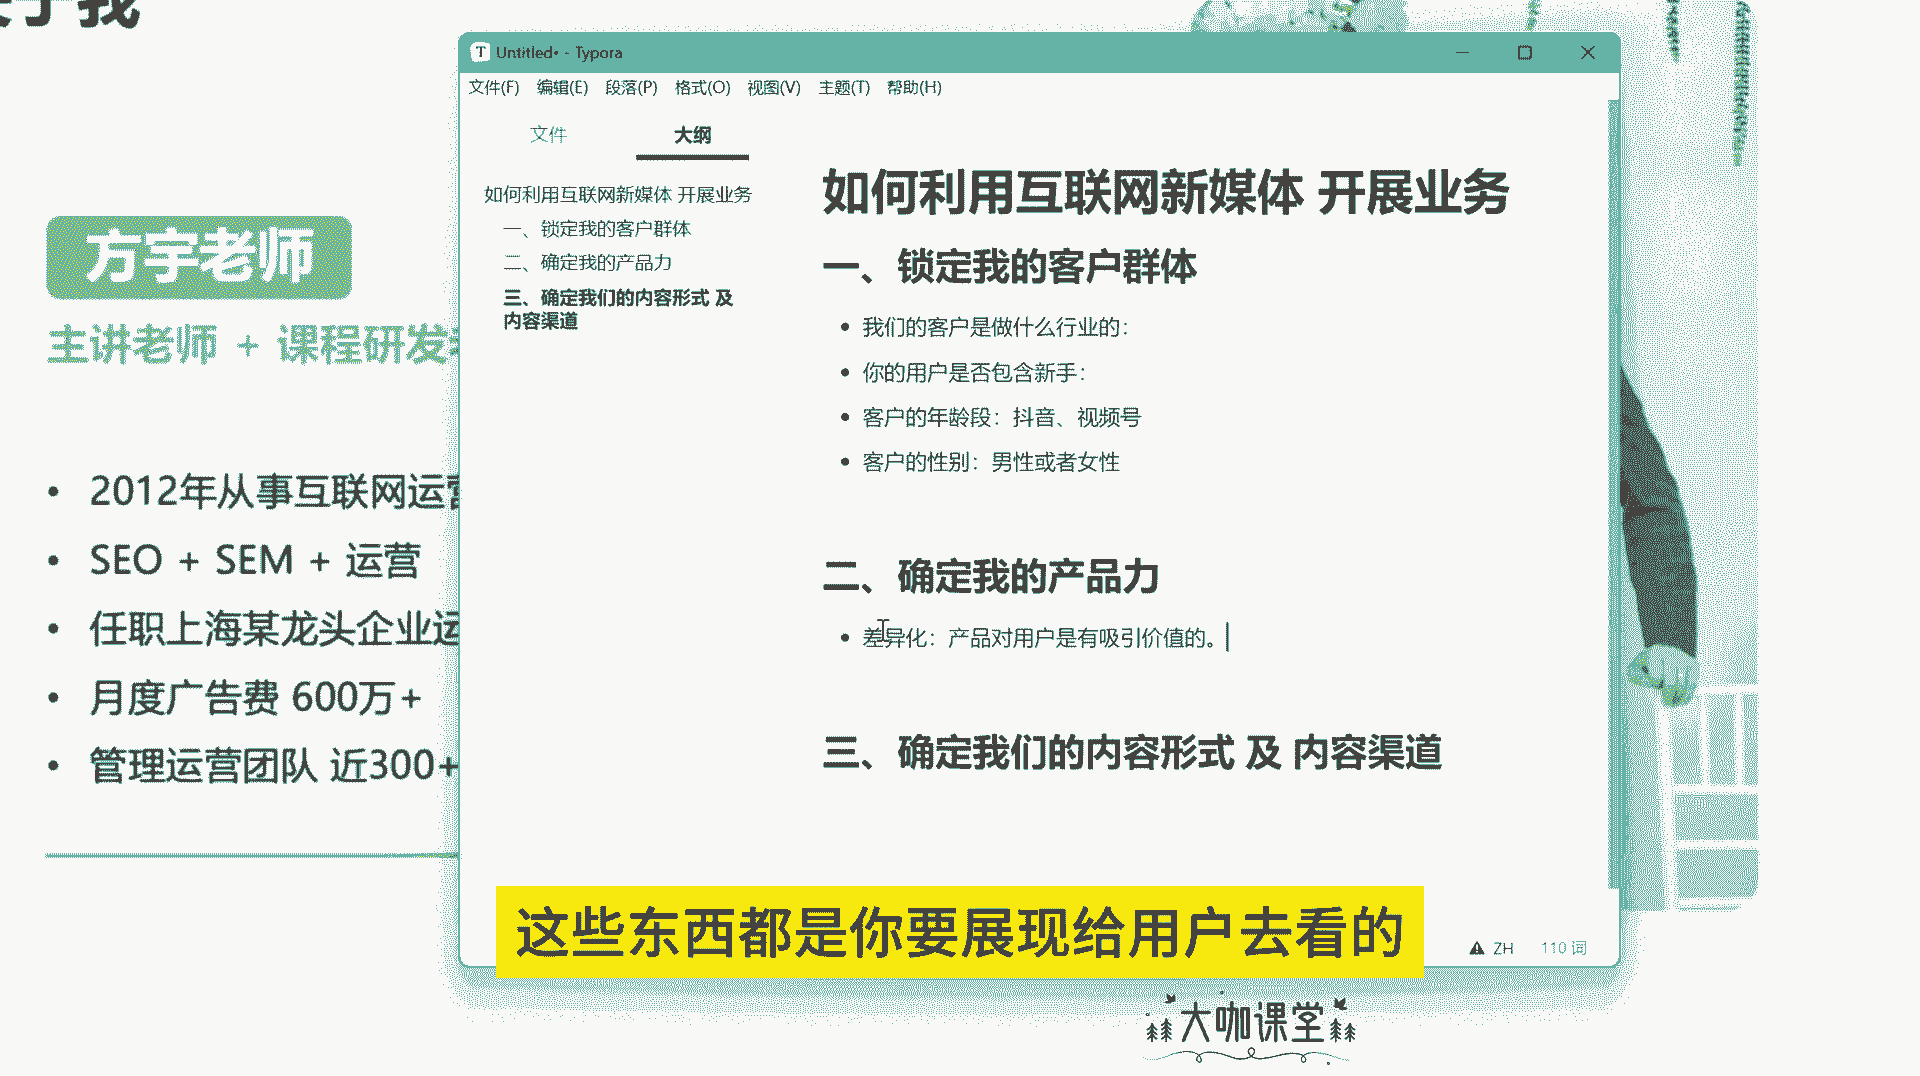 方宇老师
主讲老师 + 课程研发
2012年从事互联网运营
SEO + SEM + 运营
任职上海某龙头企业运
月度广告费 600万+
管理运营团队 近300+
Untitled• - Typora
文件(F) 编辑(E) 段落(P) 格式(O) 视图(V) 主题(T) 帮助(H)
文件 大纲
如何利用互联网新媒体 开展业务
一、锁定我的客户群体
二、确定我的产品力
三、确定我们的内容形式 及
内容渠道
如何利用互联网新媒体 开展业务
一、锁定我的客户群体
我们的客户是做什么行业的：
你的用户是否包含新手：
客户的年龄段：抖音、视频号
客户的性别：男性或者女性
二、确定我的产品力
差异化：产品对用户是有吸引价值的。
三、确定我们的内容形式 及 内容渠道
这些东西都是你要展现给用户去看的
ZH 110 词
大咖课堂